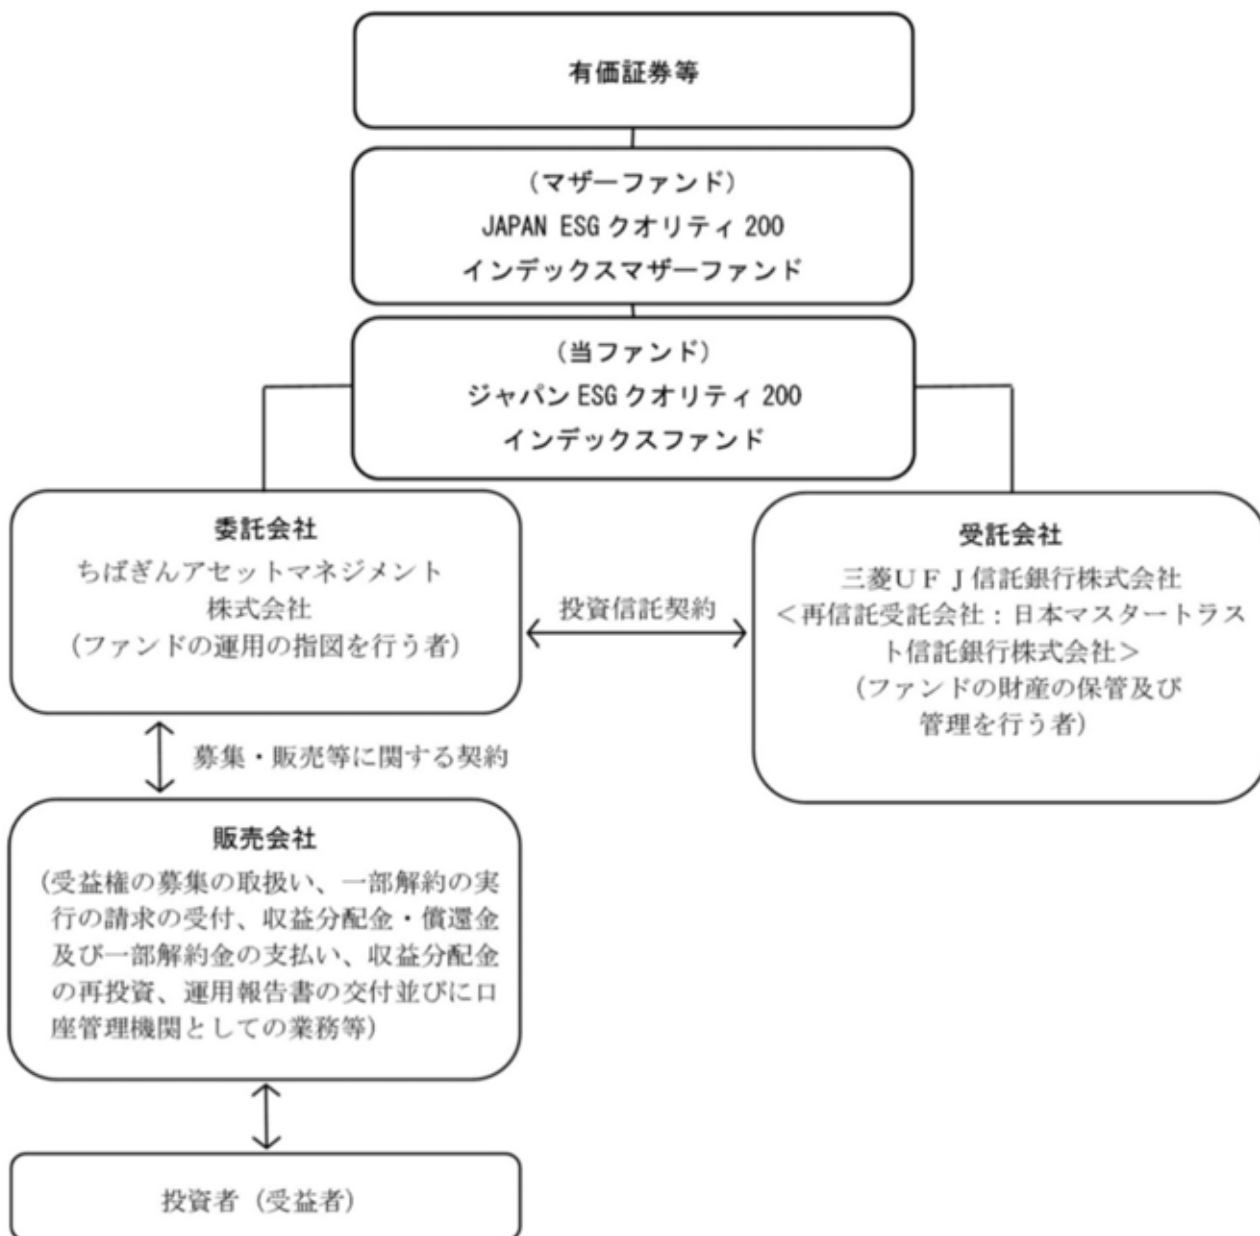 有価証券等
(マザーファンド)
JAPAN ESG クオリティ 200
インデックスマザーファンド
(当ファンド)
ジャパン ESG クオリティ 200
インデックスファンド
委託会社
ちばぎんアセットマネジメント
株式会社
(ファンドの運用の指図を行う者)
投資信託契約
受託会社
三菱UFJ信託銀行株式会社
<再信託受託会社:日本マスタートラス
ト信託銀行株式会社>
(ファンドの財産の保管及び
管理を行う者)
募集・販売等に関する契約
販売会社
(受益権の募集の取扱い、一部解約の実
行の請求の受付、収益分配金・償還金
及び一部解約金の支払い、収益分配金
の再投資、運用報告書の交付並びに口
座管理機関としての業務等)
投資者(受益者)